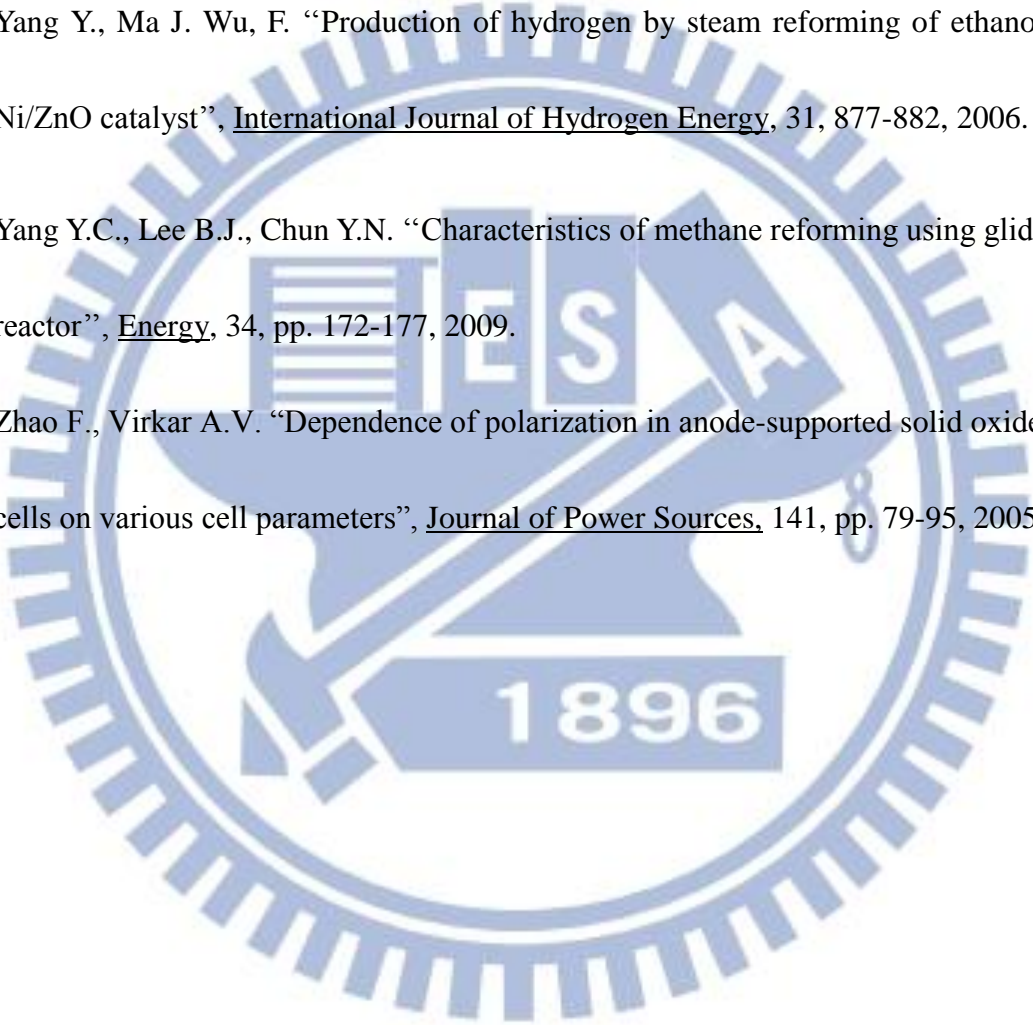 Yang Y., Ma J. Wu, F. ‘‘Production of hydrogen by steam reforming of ethano
Ni/ZnO catalyst’’, International Journal of Hydrogen Energy, 31, 877-882, 2006.
Yang Y.C., Lee B.J., Chun Y.N. ‘‘Characteristics of methane reforming using glid
E S A
reactor’’, Energy, 34, pp. 172-177, 2009.
Zhao F., Virkar A.V. “Dependence of polarization in anode-supported solid oxide
cells on various cell parameters”, Journal of Power Sources, 141, pp. 79-95, 2005
8
1896